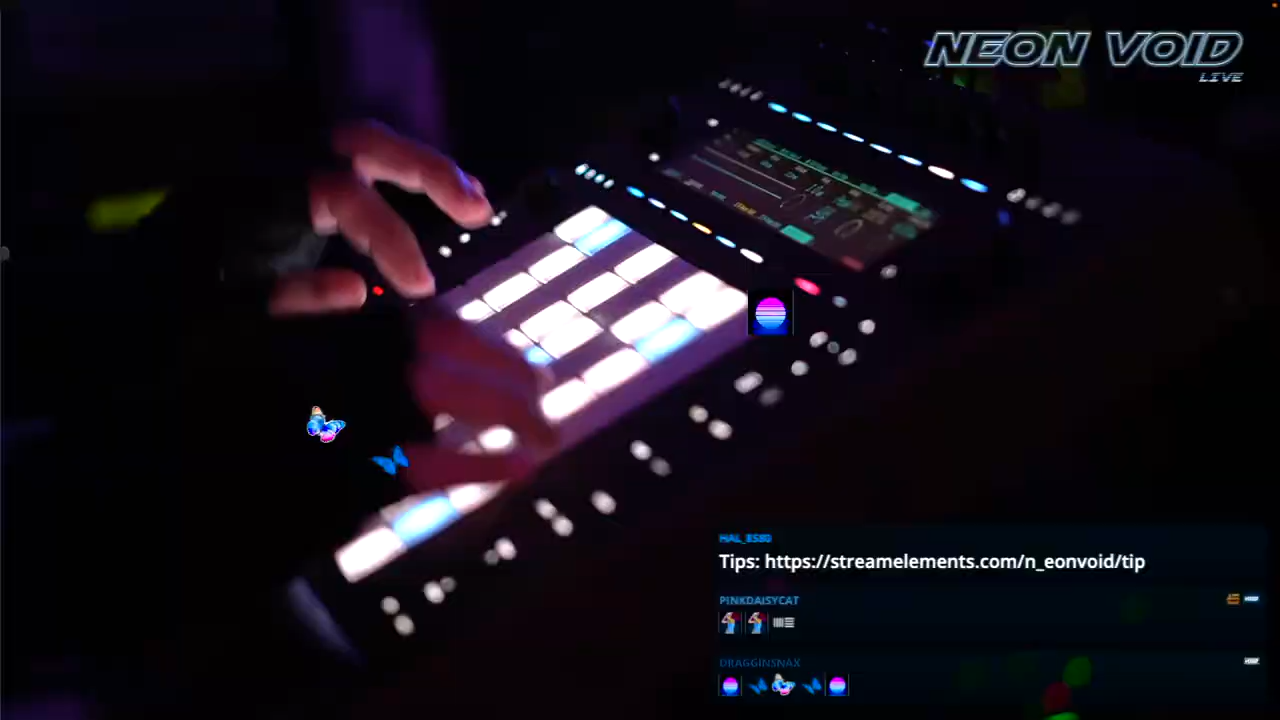 NEON VOID
LIVE
HAL_8580
Tips: https://streamelements.com/n_eonvoid/tip
PINKDAISYCAT
DRAGGINSNAX